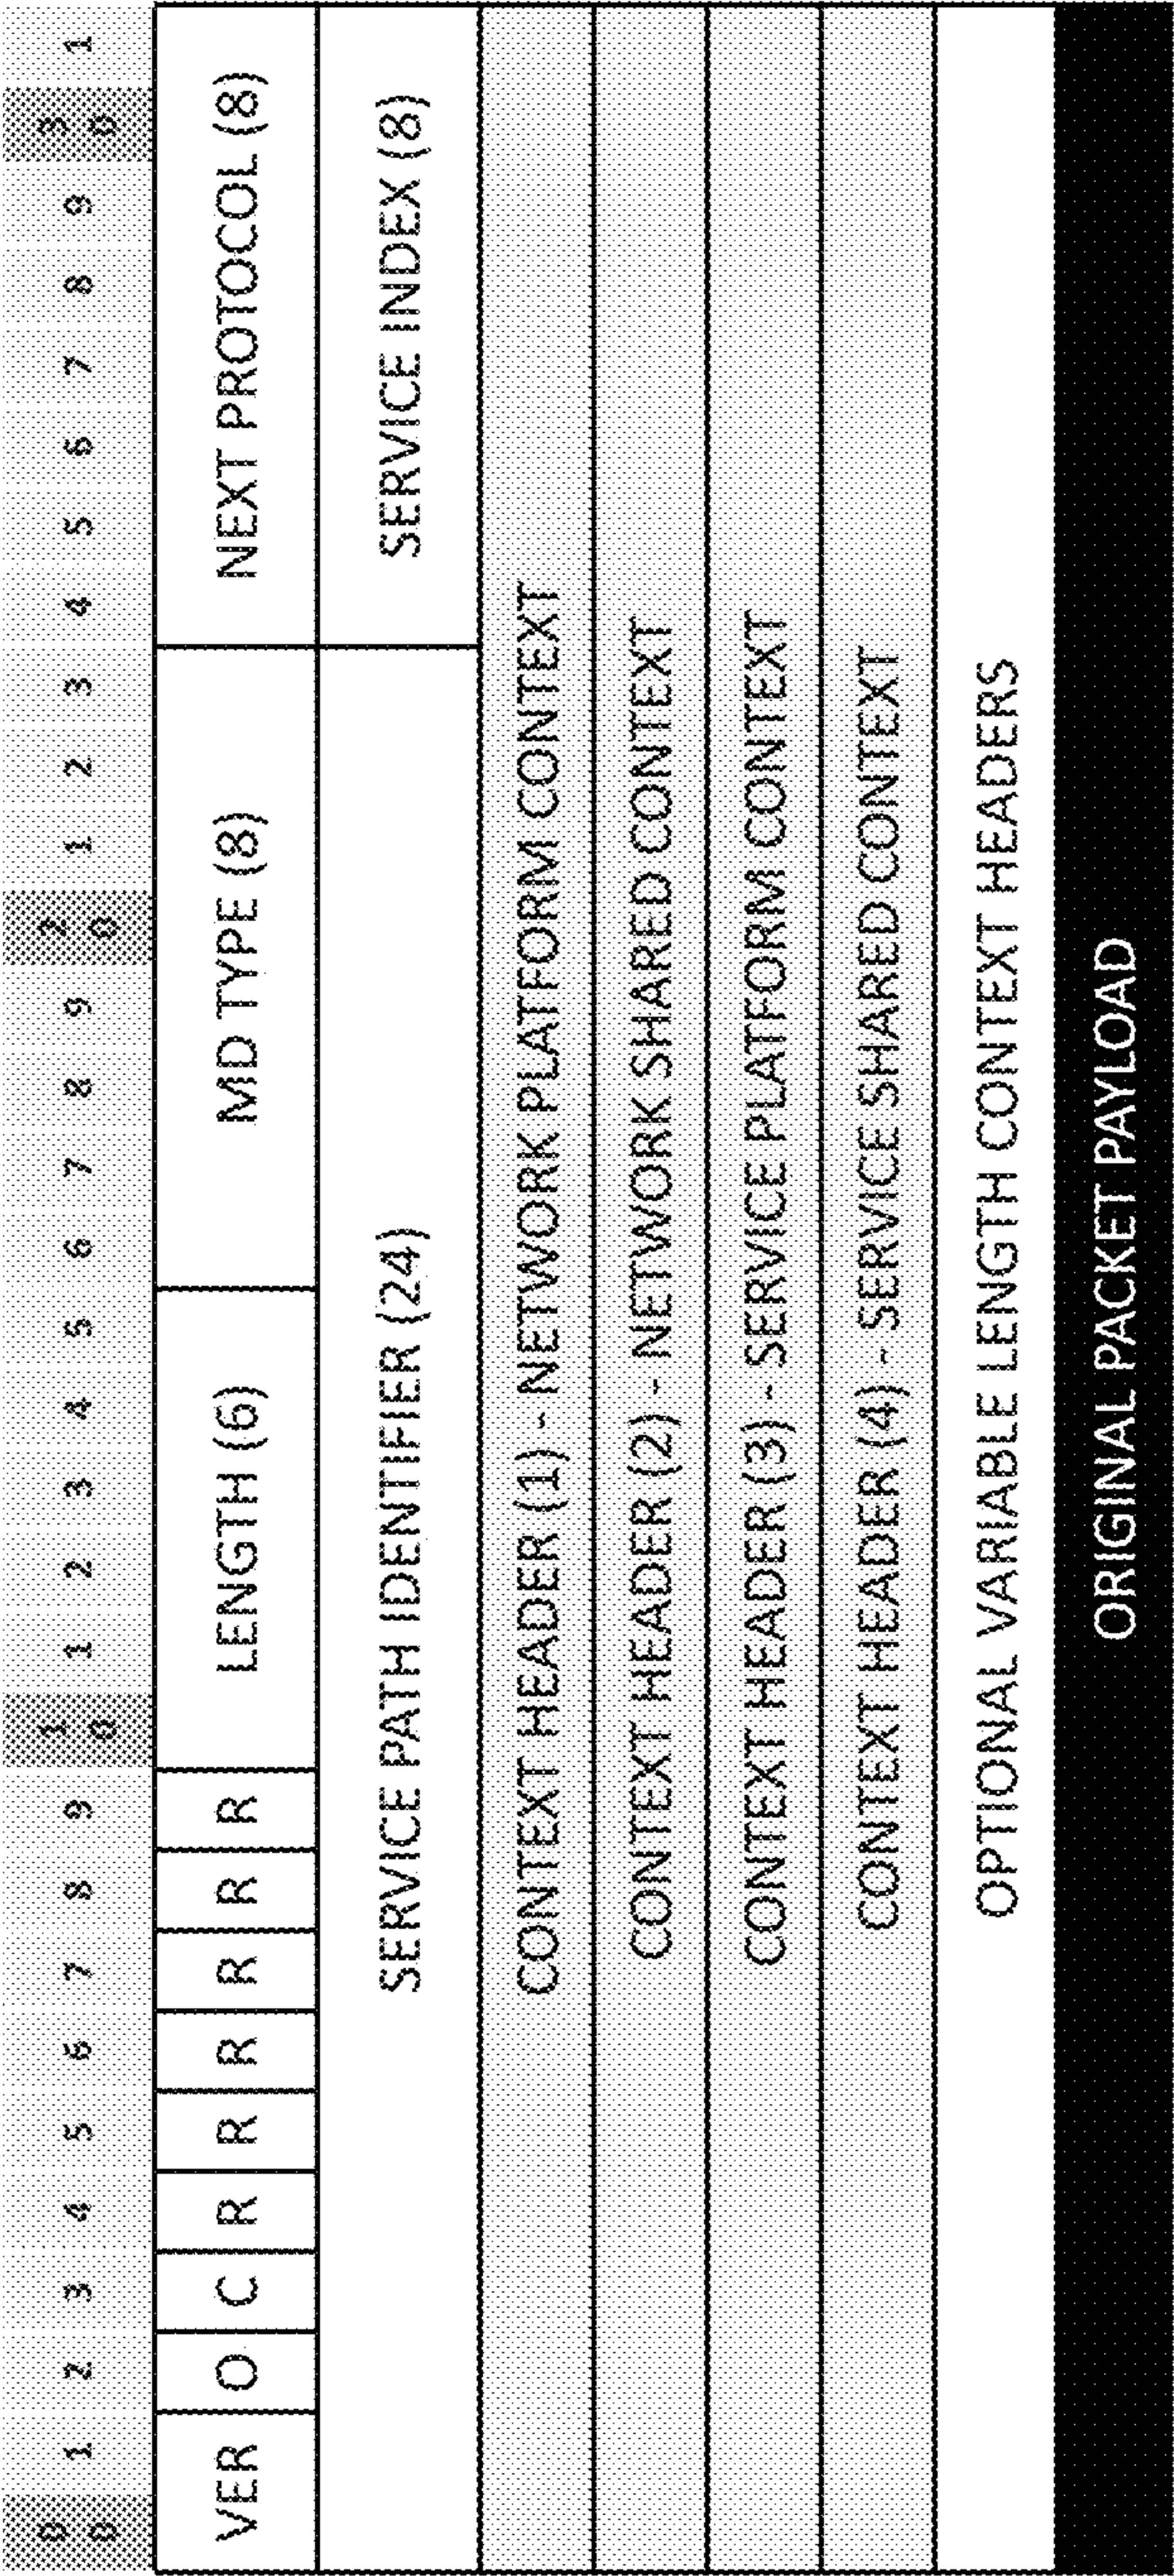 0 1 2 3
0 1 2 3 4 5 6 7 8 9 0 1 2 3 4 5 6 7 8 9 0 1 2 3 4 5 6 7 8 9 0 1
VER O C R R R R R R LENGTH (6) MD TYPE (8) NEXT PROTOCOL (8)
SERVICE PATH IDENTIFIER (24) SERVICE INDEX (8)
CONTEXT HEADER (1) - NETWORK PLATFORM CONTEXT
CONTEXT HEADER (2) - NETWORK SHARED CONTEXT
CONTEXT HEADER (3) - SERVICE PLATFORM CONTEXT
CONTEXT HEADER (4) - SERVICE SHARED CONTEXT
OPTIONAL VARIABLE LENGTH CONTEXT HEADERS
ORIGINAL PACKET PAYLOAD